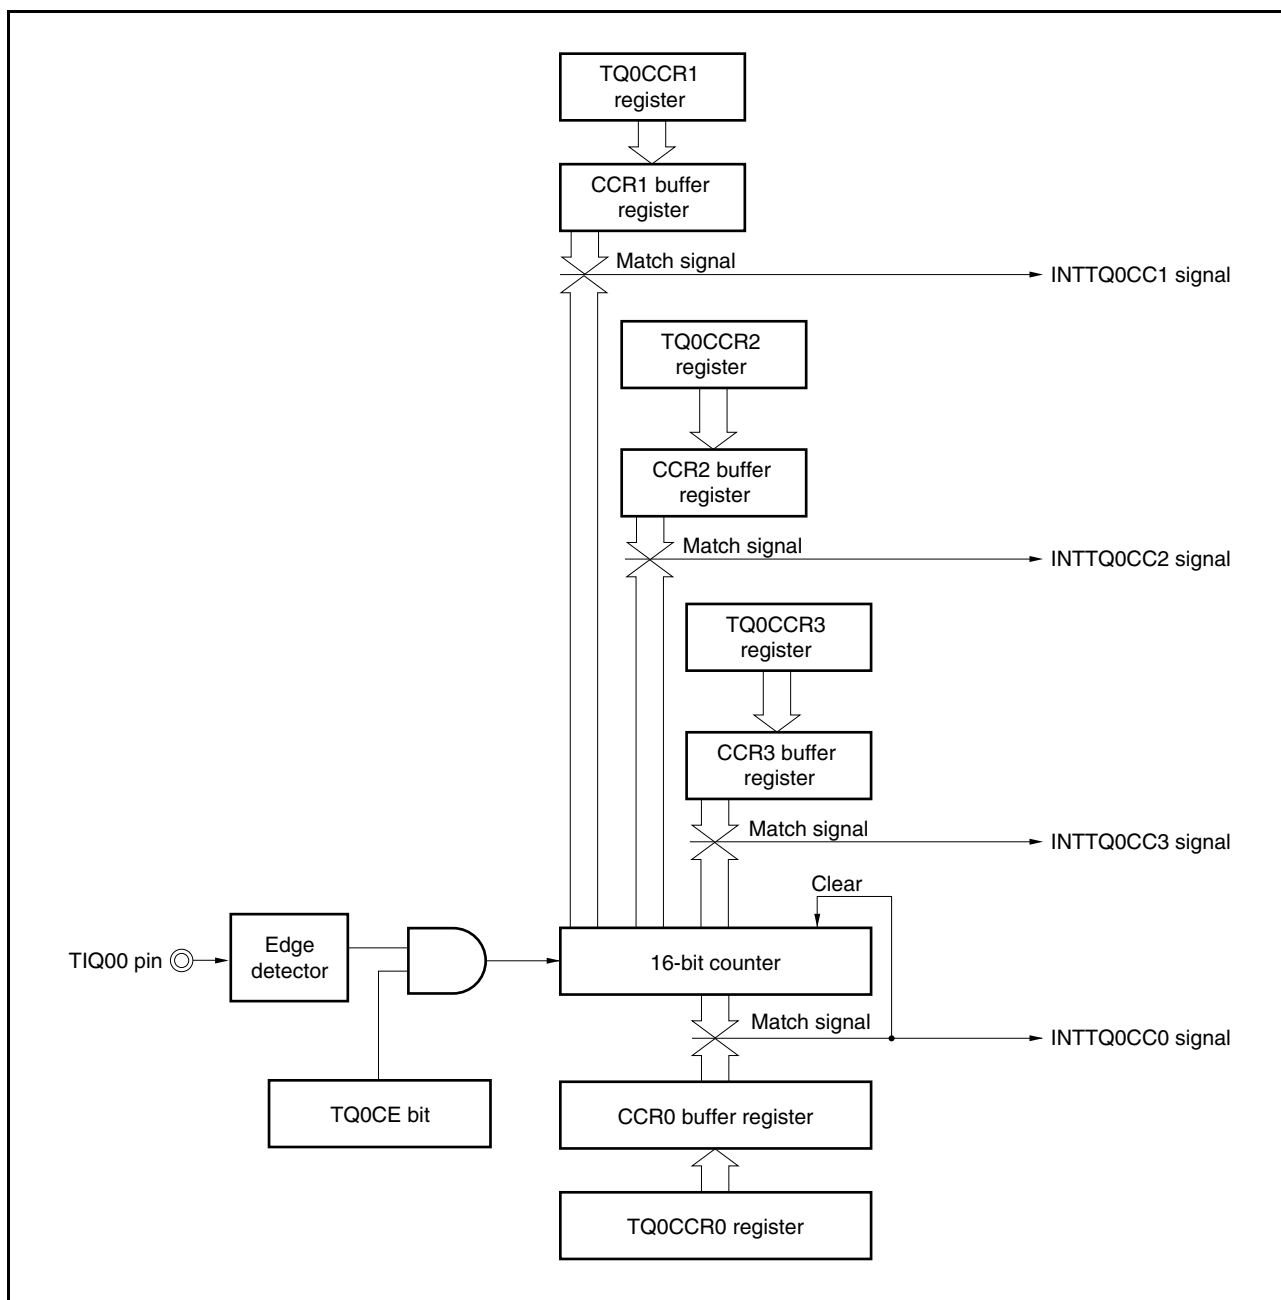 TQ0CCR1
register
CCR1 buffer
register
Match signal
INTTQ0CC1 signal
TQ0CCR2
register
CCR2 buffer
register
Match signal
INTTQ0CC2 signal
TQ0CCR3
register
CCR3 buffer
register
Match signal
INTTQ0CC3 signal
Clear
TIQ00 pin
Edge
detector
16-bit counter
Match signal
INTTQ0CC0 signal
TQ0CE bit
CCR0 buffer register
TQ0CCR0 register